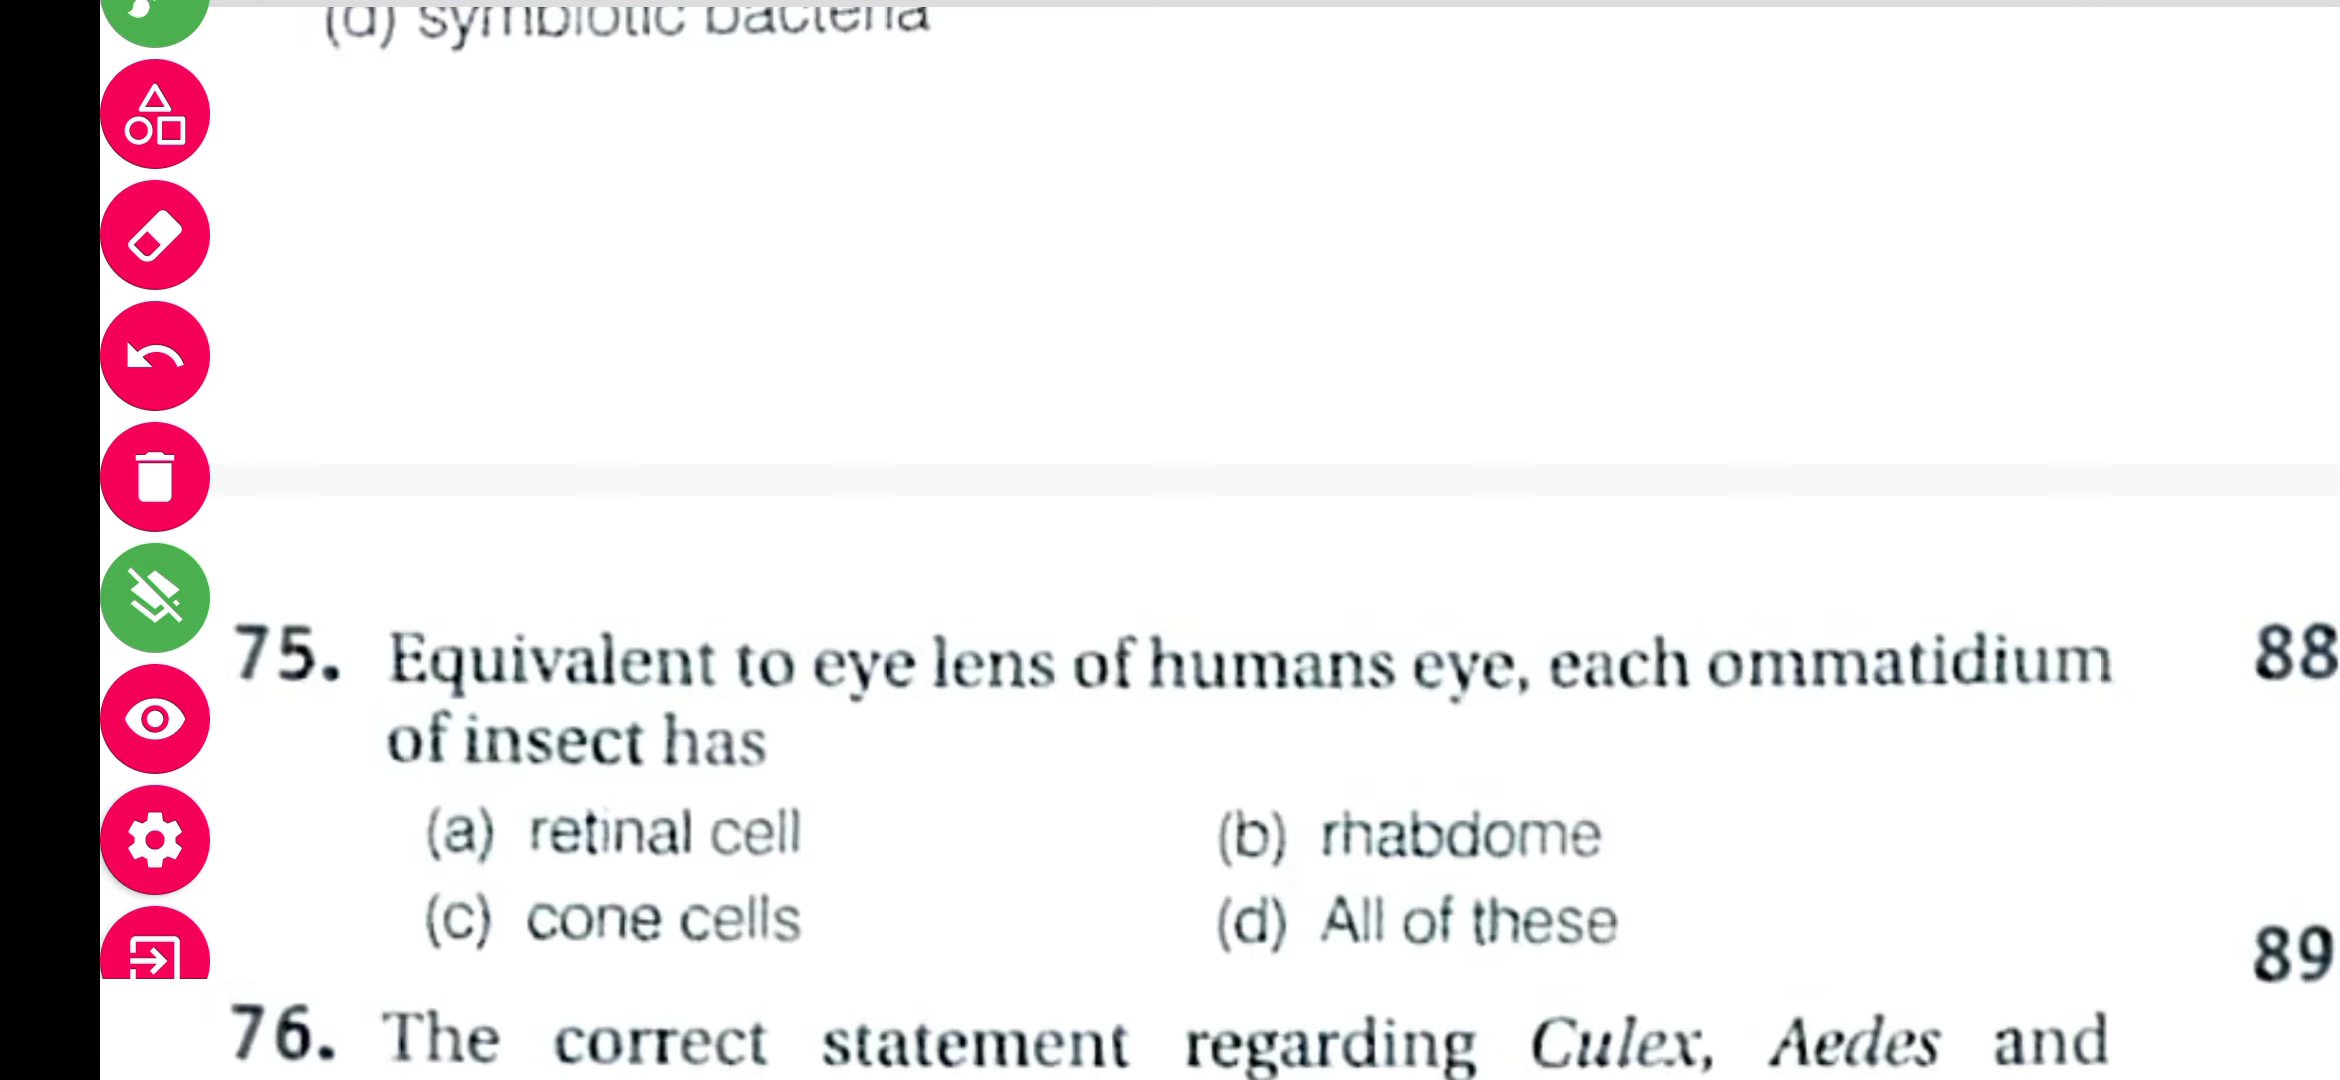 (d) symbiotic bacteria
75. Equivalent to eye lens of humans eye, each ommatidium
of insect has
(a) retinal cell
(b) rhabdome
(c) cone cells
(d) All of these
76. The correct statement regarding Culex, Aedes and
88
89